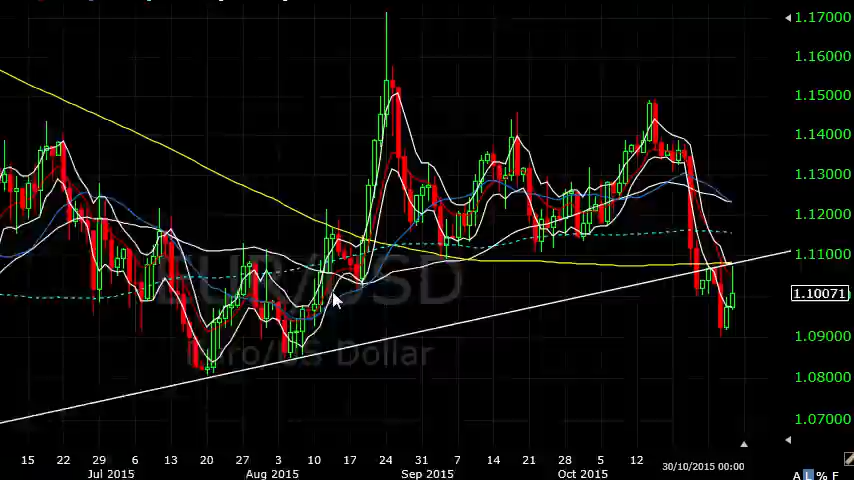 1.17000
1.16000
1.15000
1.14000
1.13000
1.12000
1.11000
1.10071
1.09000
1.08000
1.07000
EUR/USD
Euro/US Dollar
15 22 29 6 13 20 27 3 10 17 24 31 7 14 21 28 5 12
Jul 2015 Aug 2015 Sep 2015 Oct 2015
30/10/2015 00:00
A L % F